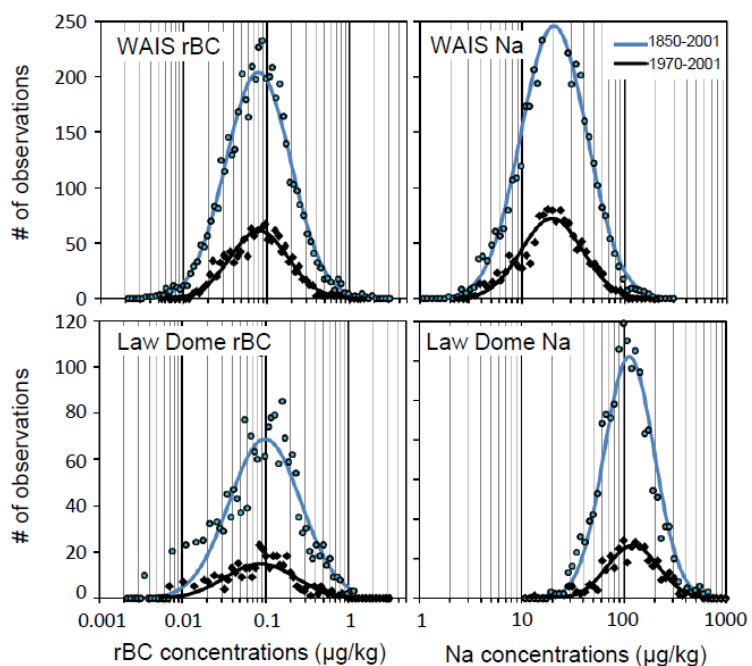 WAIS rBC
WAIS Na
1850-2001
1970-2001
# of observations
250
200
150
100
50
0
Law Dome rBC
Law Dome Na
# of observations
120
100
80
60
40
20
0
0.001 0.01 0.1 1
1 10 100 1000
rBC concentrations (µg/kg)
Na concentrations (µg/kg)